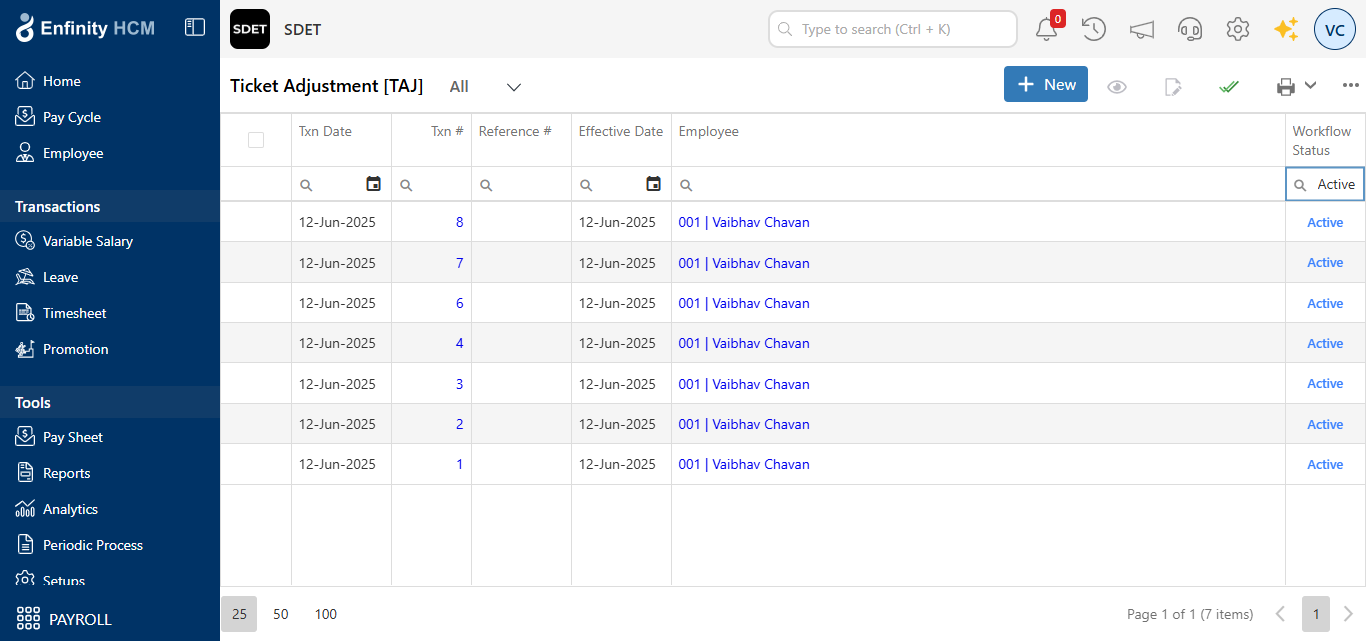 Enfinity HCM
SDET SDET
Type to search (Ctrl + K)
0
VC
Home
Pay Cycle
Employee
Transactions
Variable Salary
Leave
Timesheet
Promotion
Tools
Pay Sheet
Reports
Analytics
Periodic Process
Setups
PAYROLL
Ticket Adjustment [TAJ] All
New
Txn Date Txn # Reference # Effective Date Employee Workflow Status
Active
12-Jun-2025 8 12-Jun-2025 001 | Vaibhav Chavan Active
12-Jun-2025 7 12-Jun-2025 001 | Vaibhav Chavan Active
12-Jun-2025 6 12-Jun-2025 001 | Vaibhav Chavan Active
12-Jun-2025 4 12-Jun-2025 001 | Vaibhav Chavan Active
12-Jun-2025 3 12-Jun-2025 001 | Vaibhav Chavan Active
12-Jun-2025 2 12-Jun-2025 001 | Vaibhav Chavan Active
12-Jun-2025 1 12-Jun-2025 001 | Vaibhav Chavan Active
25 50 100
Page 1 of 1 (7 items) 1